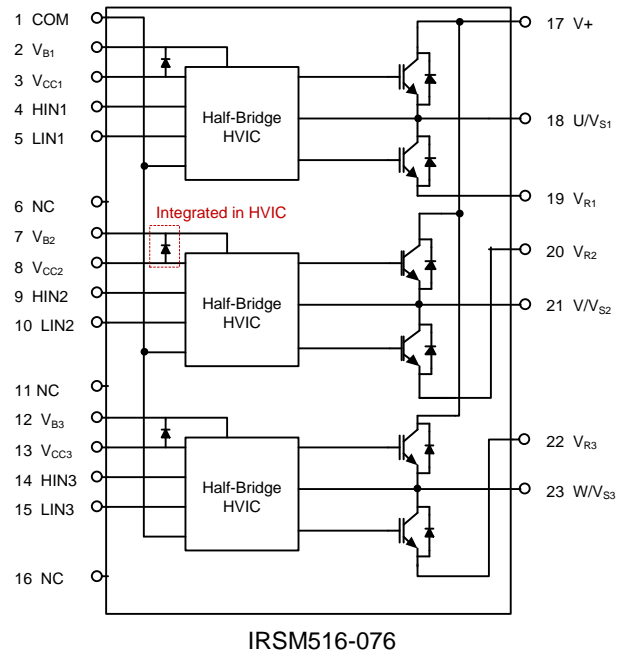 1 COM
2 VB1
3 VCC1
4 HIN1
5 LIN1
6 NC
7 VB2
8 VCC2
9 HIN2
10 LIN2
11 NC
12 VB3
13 VCC3
14 HIN3
15 LIN3
16 NC
Half-Bridge
HVIC
Integrated in HVIC
Half-Bridge
HVIC
Half-Bridge
HVIC
17 V+
18 U/VS1
19 VR1
20 VR2
21 V/VS2
22 VR3
23 W/VS3
IRSM516-076